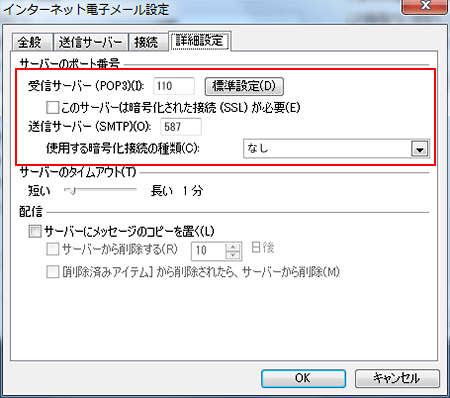 インターネット電子メール設定
全般 送信サーバー 接続 詳細設定
サーバーのポート番号
受信サーバー (POP3)(I): 110 標準設定(D)
このサーバーは暗号化された接続 (SSL) が必要(E)
送信サーバー (SMTP)(O): 587
使用する暗号化接続の種類(C): なし
サーバーのタイムアウト(T)
短い 長い 1 分
配信
サーバーにメッセージのコピーを置く(L)
サーバーから削除する(R) 10 日後
[削除済みアイテム] から削除されたら、サーバーから削除(M)
OK キャンセル